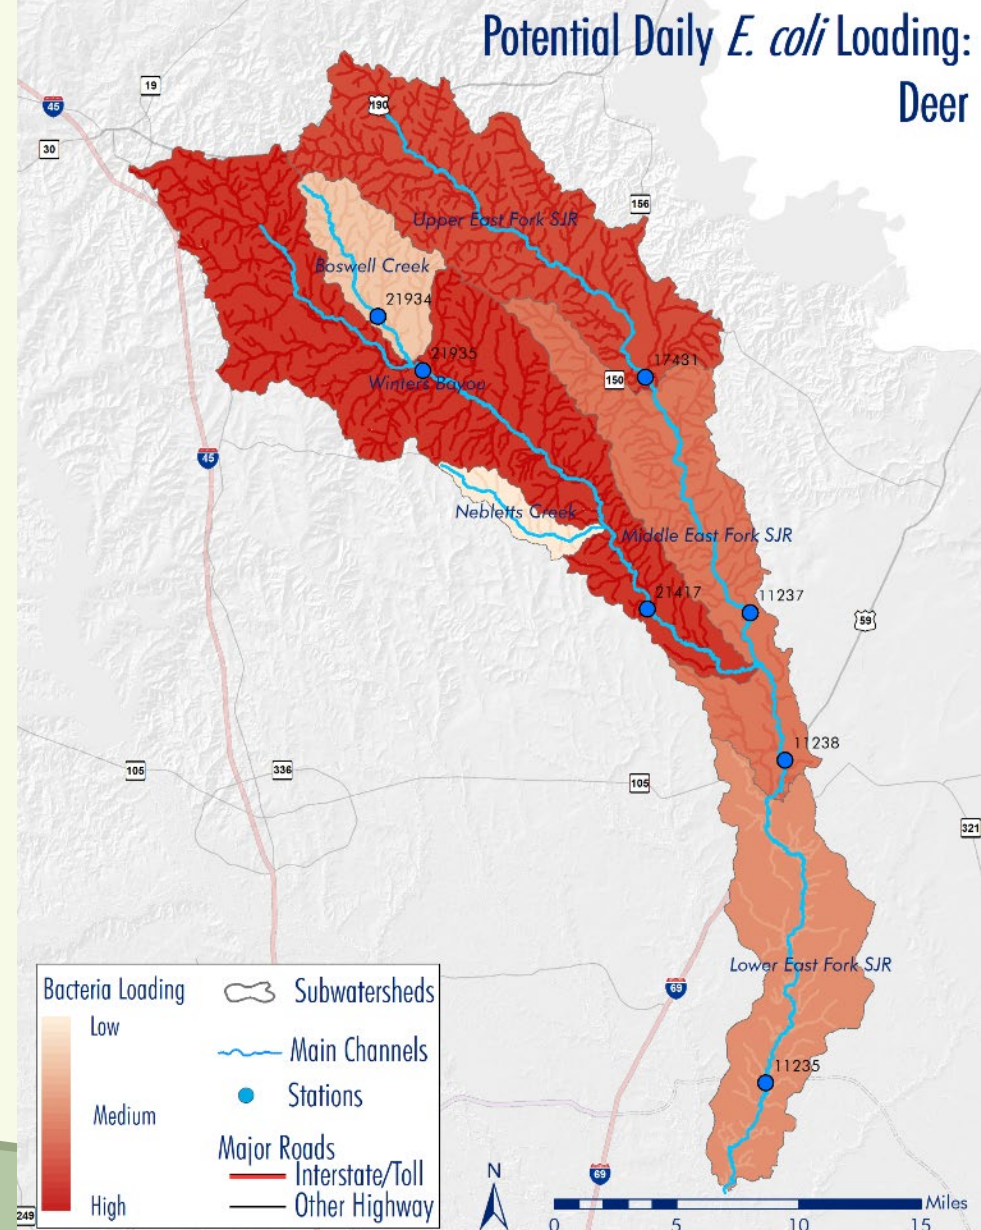 Potential Daily E. coli Loading:
Deer
19
45
190
30
156
Upper East Fork SJR
Boswell Creek
21934
21935
17431
Winters Bayou
150
45
Nebletts Creek
Middle East Fork SJR
21417
11237
59
11238
105
336
105
321
Lower East Fork SJR
69
11235
69
249
Bacteria Loading
Low
Medium
High
Subwatersheds
Main Channels
Stations
Major Roads
Interstate/Toll
Other Highway
N
Miles
0 5 10 15